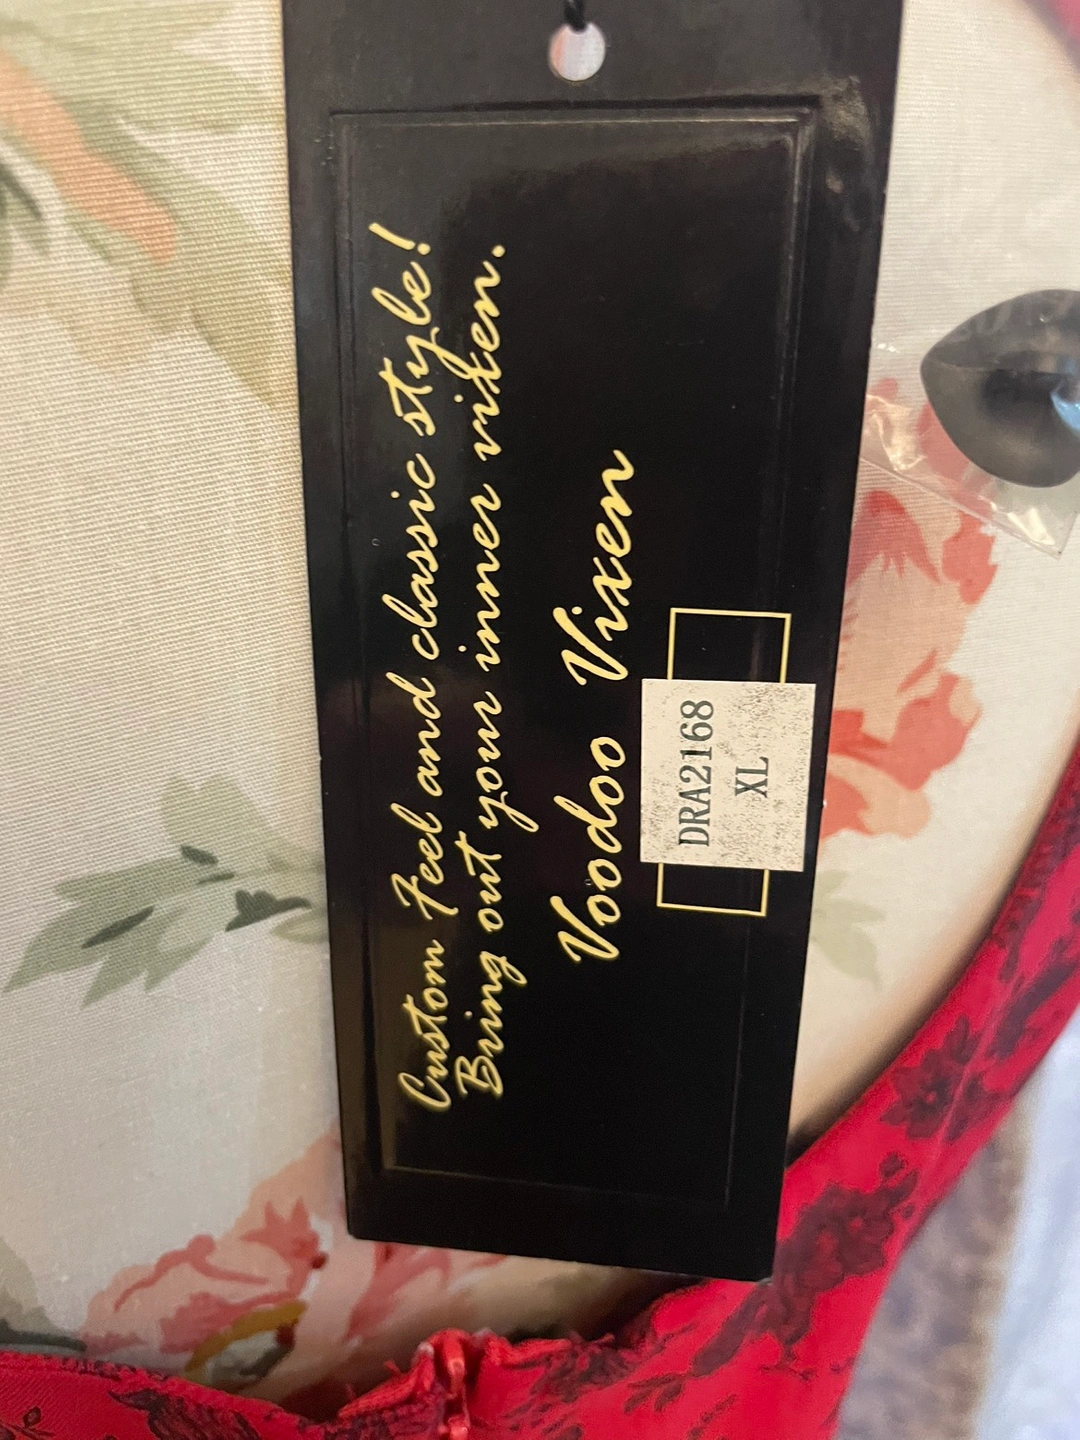 Custom Feel and classic style!
Bring out your inner vixen.
Voodoo Vixen
DRA2168
XL